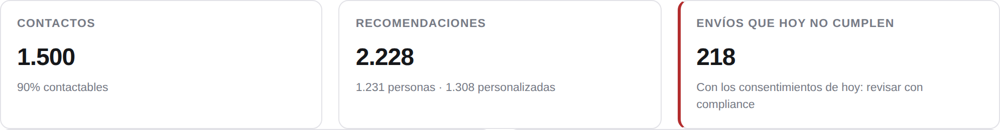 CONTACTOS
1.500
90% contactables
RECOMENDACIONES
2.228
1.231 personas · 1.308 personalizadas
ENVÍOS QUE HOY NO CUMPLEN
218
Con los consentimientos de hoy: revisar con
compliance